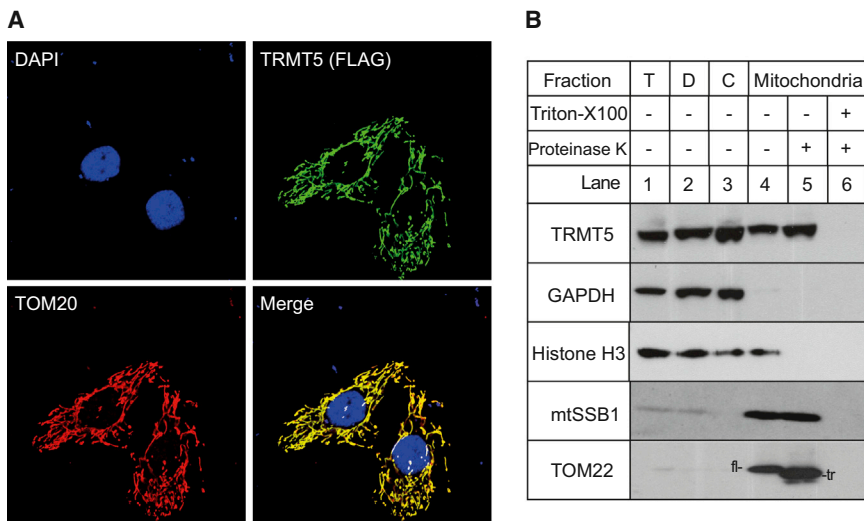 A
DAPI
TRMT5 (FLAG)
TOM20
Merge
B
Fraction T D C Mitochondria
Triton-X100 - - - - - +
Proteinase K - - - - + +
Lane 1 2 3 4 5 6
TRMT5
GAPDH
Histone H3
mtSSB1
TOM22 fl- -tr